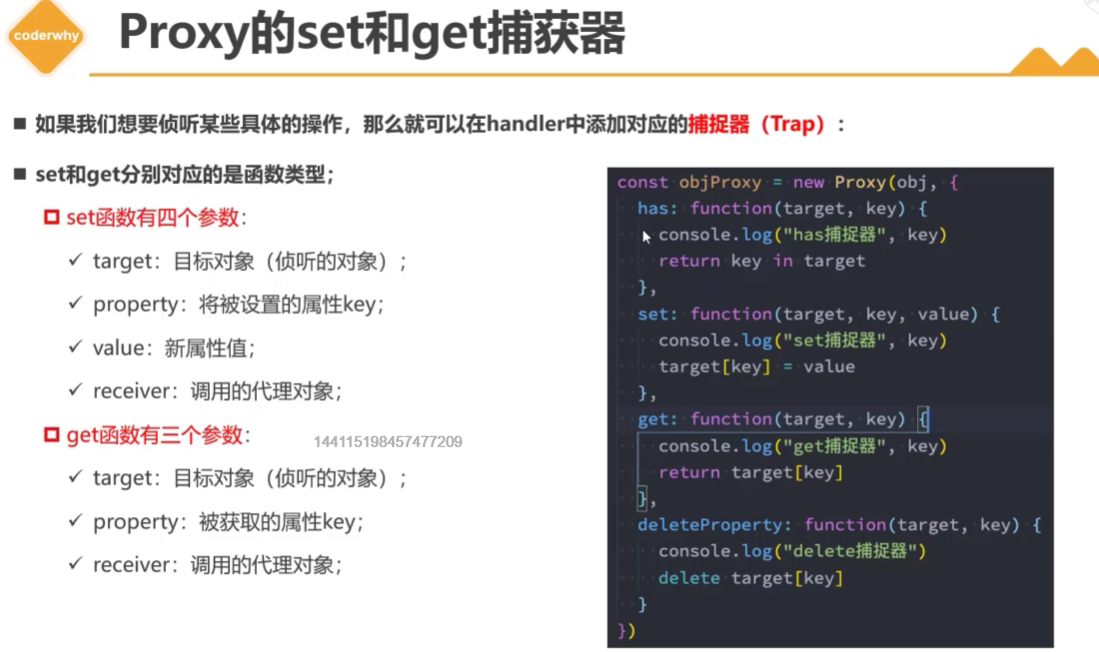 coderwhy
Proxy的set和get捕获器
■ 如果我们想要侦听某些具体的操作，那么就可以在handler中添加对应的捕捉器（Trap）：
■ set和get分别对应的是函数类型；
set函数有四个参数：
✓ target：目标对象（侦听的对象）；
✓ property：将被设置的属性key；
✓ value：新属性值；
✓ receiver：调用的代理对象；
get函数有三个参数：
144115198457477209
✓ target：目标对象（侦听的对象）；
✓ property：被获取的属性key；
✓ receiver：调用的代理对象；
const objProxy = new Proxy(obj, {
  has: function(target, key) {
    console.log("has捕捉器", key)
    return key in target
  },
  set: function(target, key, value) {
    console.log("set捕捉器", key)
    target[key] = value
  },
  get: function(target, key) {
    console.log("get捕捉器", key)
    return target[key]
  },
  deleteProperty: function(target, key) {
    console.log("delete捕捉器")
    delete target[key]
  }
})